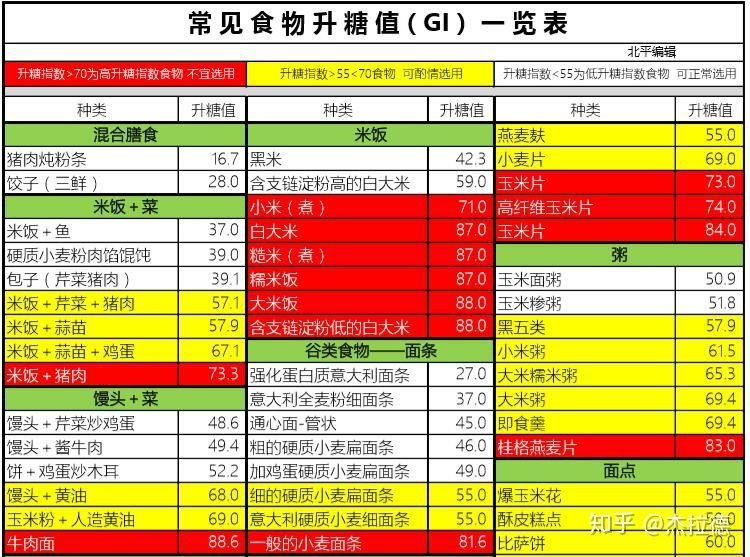 常见食物升糖值（GI）一览表
北平编辑
升糖指数>70为高升糖指数食物 不宜选用
升糖指数>55<70食物 可酌情选用
升糖指数<55为低升糖指数食物 可正常选用
种类 升糖值
混合膳食
猪肉炖粉条 16.7
饺子（三鲜） 28.0
米饭＋菜
米饭＋鱼 37.0
硬质小麦粉肉馅馄饨 39.0
包子（芹菜猪肉） 39.1
米饭＋芹菜＋猪肉 57.1
米饭＋蒜苗 57.9
米饭＋蒜苗＋鸡蛋 67.1
米饭＋猪肉 73.3
馒头＋菜
馒头＋芹菜炒鸡蛋 48.6
馒头＋酱牛肉 49.4
饼＋鸡蛋炒木耳 52.2
馒头＋黄油 68.0
玉米粉＋人造黄油 69.0
牛肉面 88.6
种类 升糖值
米饭
黑米 42.3
含支链淀粉高的白大米 59.0
小米（煮） 71.0
白大米 87.0
糙米（煮） 87.0
糯米饭 87.0
大米饭 88.0
含支链淀粉低的白大米 88.0
谷类食物——面条
强化蛋白质意大利面条 27.0
意大利全麦粉细面条 37.0
通心面-管状 45.0
粗的硬质小麦扁面条 46.0
加鸡蛋硬质小麦扁面条 49.0
细的硬质小麦扁面条 55.0
意大利硬质小麦细面条 55.0
一般的小麦面条 81.6
种类 升糖值
燕麦麸 55.0
小麦片 69.0
玉米片 73.0
高纤维玉米片 74.0
玉米片 84.0
粥
玉米面粥 50.9
玉米糁粥 51.8
黑五类 57.9
小米粥 61.5
大米糯米粥 65.3
大米粥 69.4
即食羹 69.4
桂格燕麦片 83.0
面点
爆玉米花 55.0
酥皮糕点
比萨饼 60.0
知乎 @杰拉德